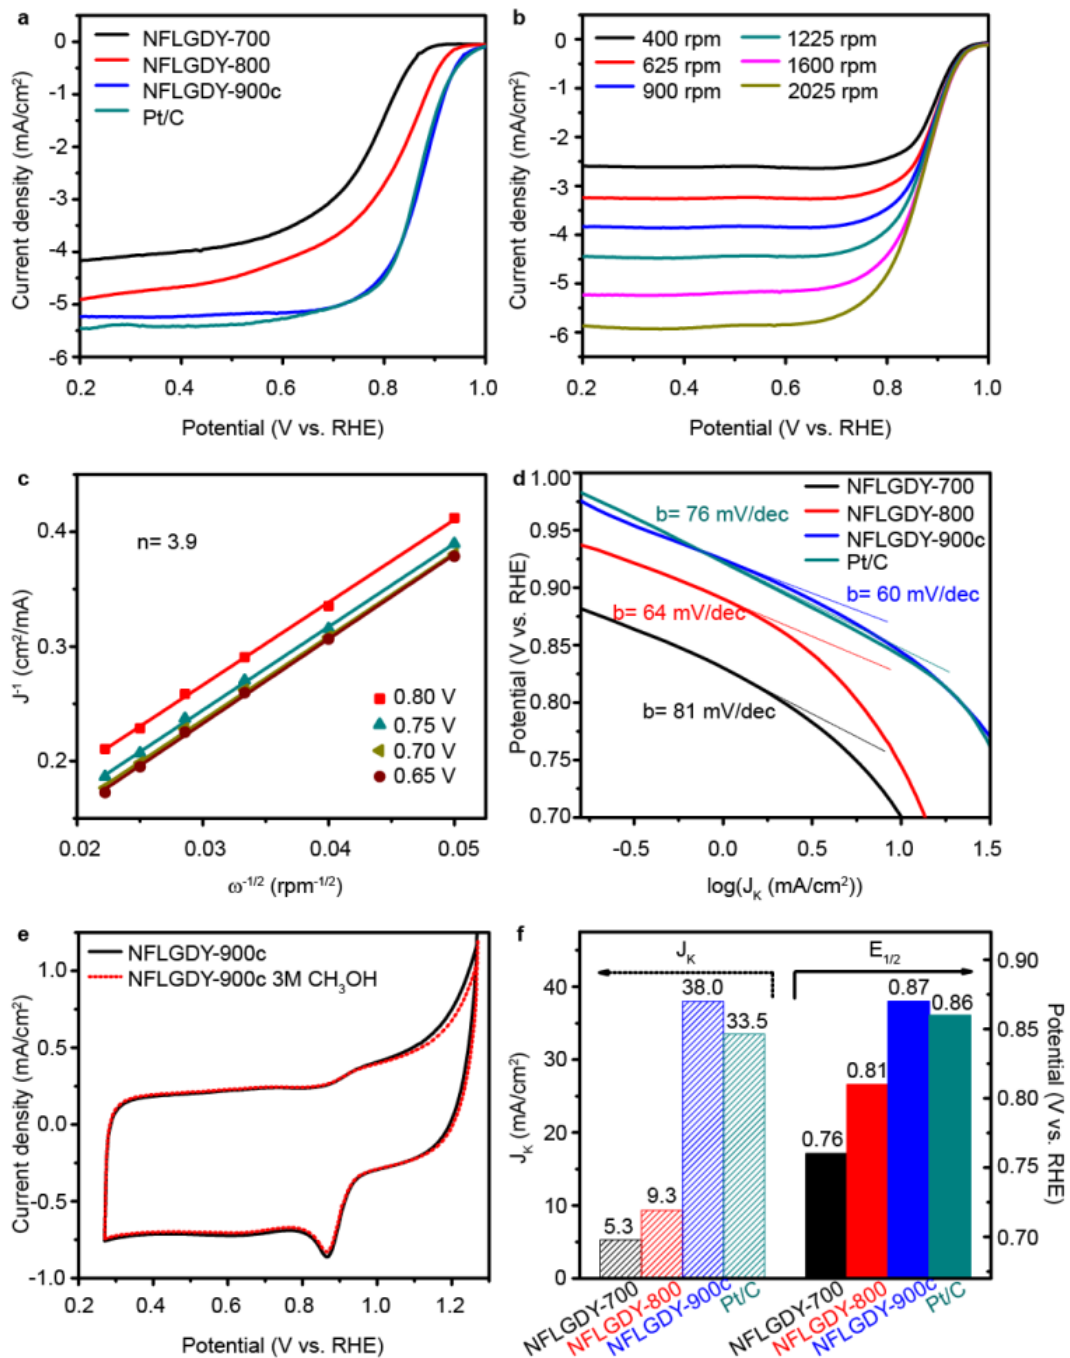 a
NFLGDY-700
NFLGDY-800
NFLGDY-900c
Pt/C
0
-1
-2
-3
-4
-5
-6
0.2 0.4 0.6 0.8 1.0
Current density (mA/cm²)
Potential (V vs. RHE)
b
400 rpm 1225 rpm
625 rpm 1600 rpm
900 rpm 2025 rpm
0
-1
-2
-3
-4
-5
-6
0.2 0.4 0.6 0.8 1.0
Current density (mA/cm²)
Potential (V vs. RHE)
c
n= 3.9
0.4
0.3
0.2
0.80 V
0.75 V
0.70 V
0.65 V
0.02 0.03 0.04 0.05
J⁻¹ (cm²/mA)
ω⁻¹/² (rpm⁻¹/²)
d
NFLGDY-700
NFLGDY-800
NFLGDY-900c
Pt/C
b= 76 mV/dec
b= 60 mV/dec
b= 64 mV/dec
b= 81 mV/dec
1.00
0.95
0.90
0.85
0.80
0.75
0.70
-0.5 0.0 0.5 1.0 1.5
Potential (V vs. RHE)
log(J_K (mA/cm²))
e
NFLGDY-900c
NFLGDY-900c 3M CH₃OH
1.0
0.5
0.0
-0.5
-1.0
0.2 0.4 0.6 0.8 1.0 1.2
Current density (mA/cm²)
Potential (V vs. RHE)
f
J_K E₁/₂
40
30
20
10
0
J_K (mA/cm²)
5.3 9.3 38.0 33.5
0.76 0.81 0.87 0.86
0.90
0.85
0.80
0.75
0.70
Potential (V vs. RHE)
NFLGDY-700 NFLGDY-800 NFLGDY-900c Pt/C
NFLGDY-700 NFLGDY-800 NFLGDY-900c Pt/C